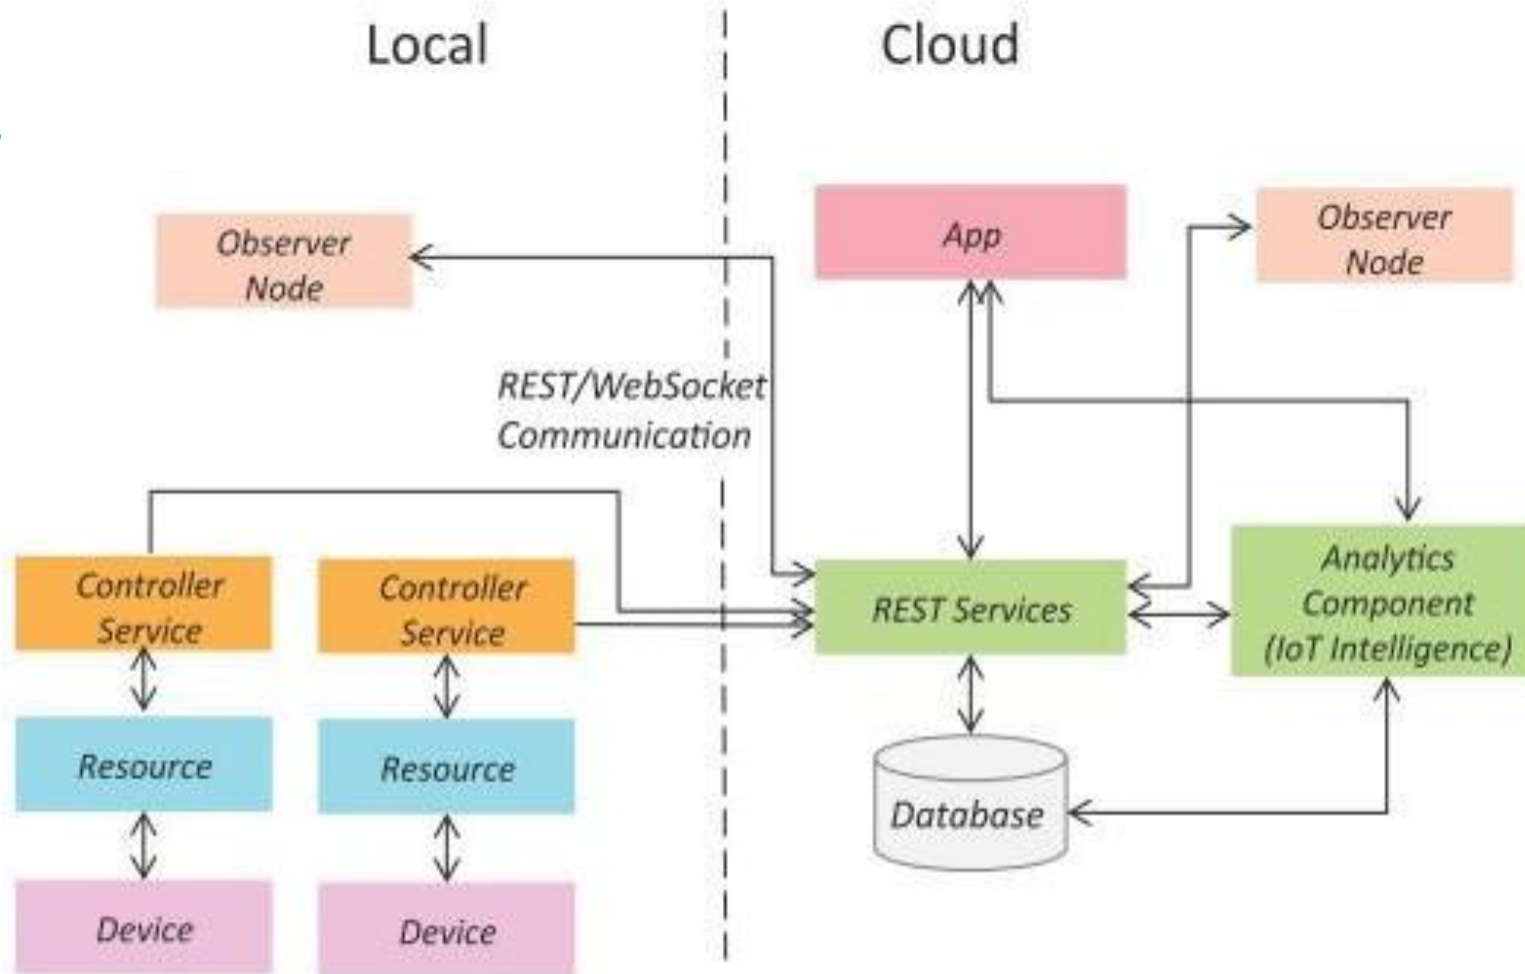 Local
Cloud
Observer
Node
App
Observer
Node
REST/WebSocket
Communication
Controller
Service
Controller
Service
REST Services
Analytics
Component
(IoT Intelligence)
Resource
Resource
Database
Device
Device